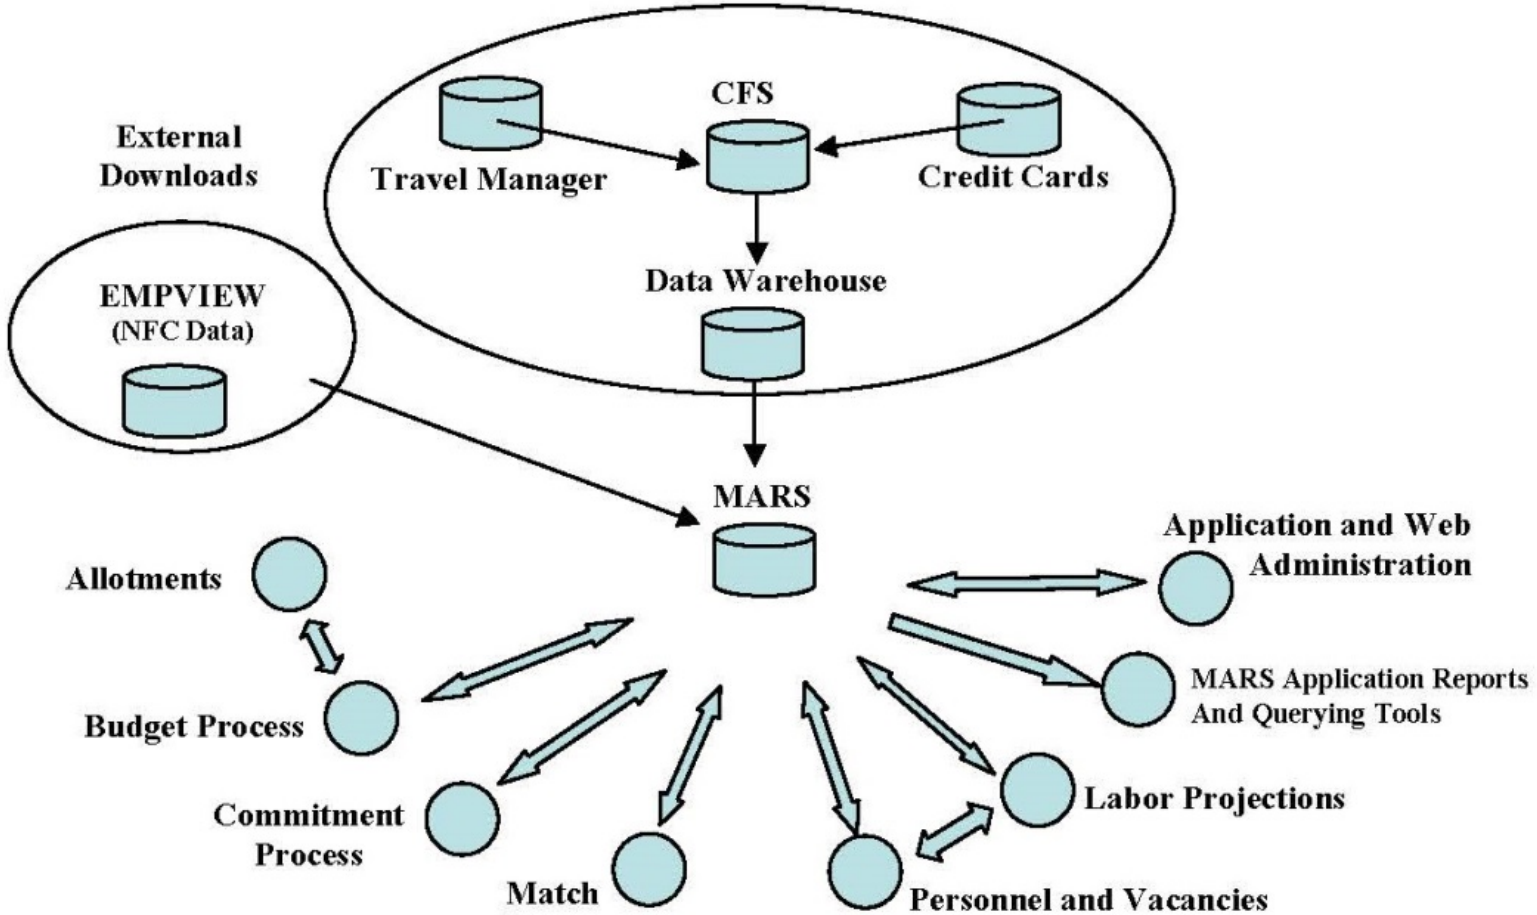 CFS
External
Downloads
Travel Manager
Credit Cards
Data Warehouse
EMPVIEW
(NFC Data)
MARS
Application and Web
Administration
Allotments
MARS Application Reports
And Querying Tools
Budget Process
Labor Projections
Commitment
Process
Match
Personnel and Vacancies